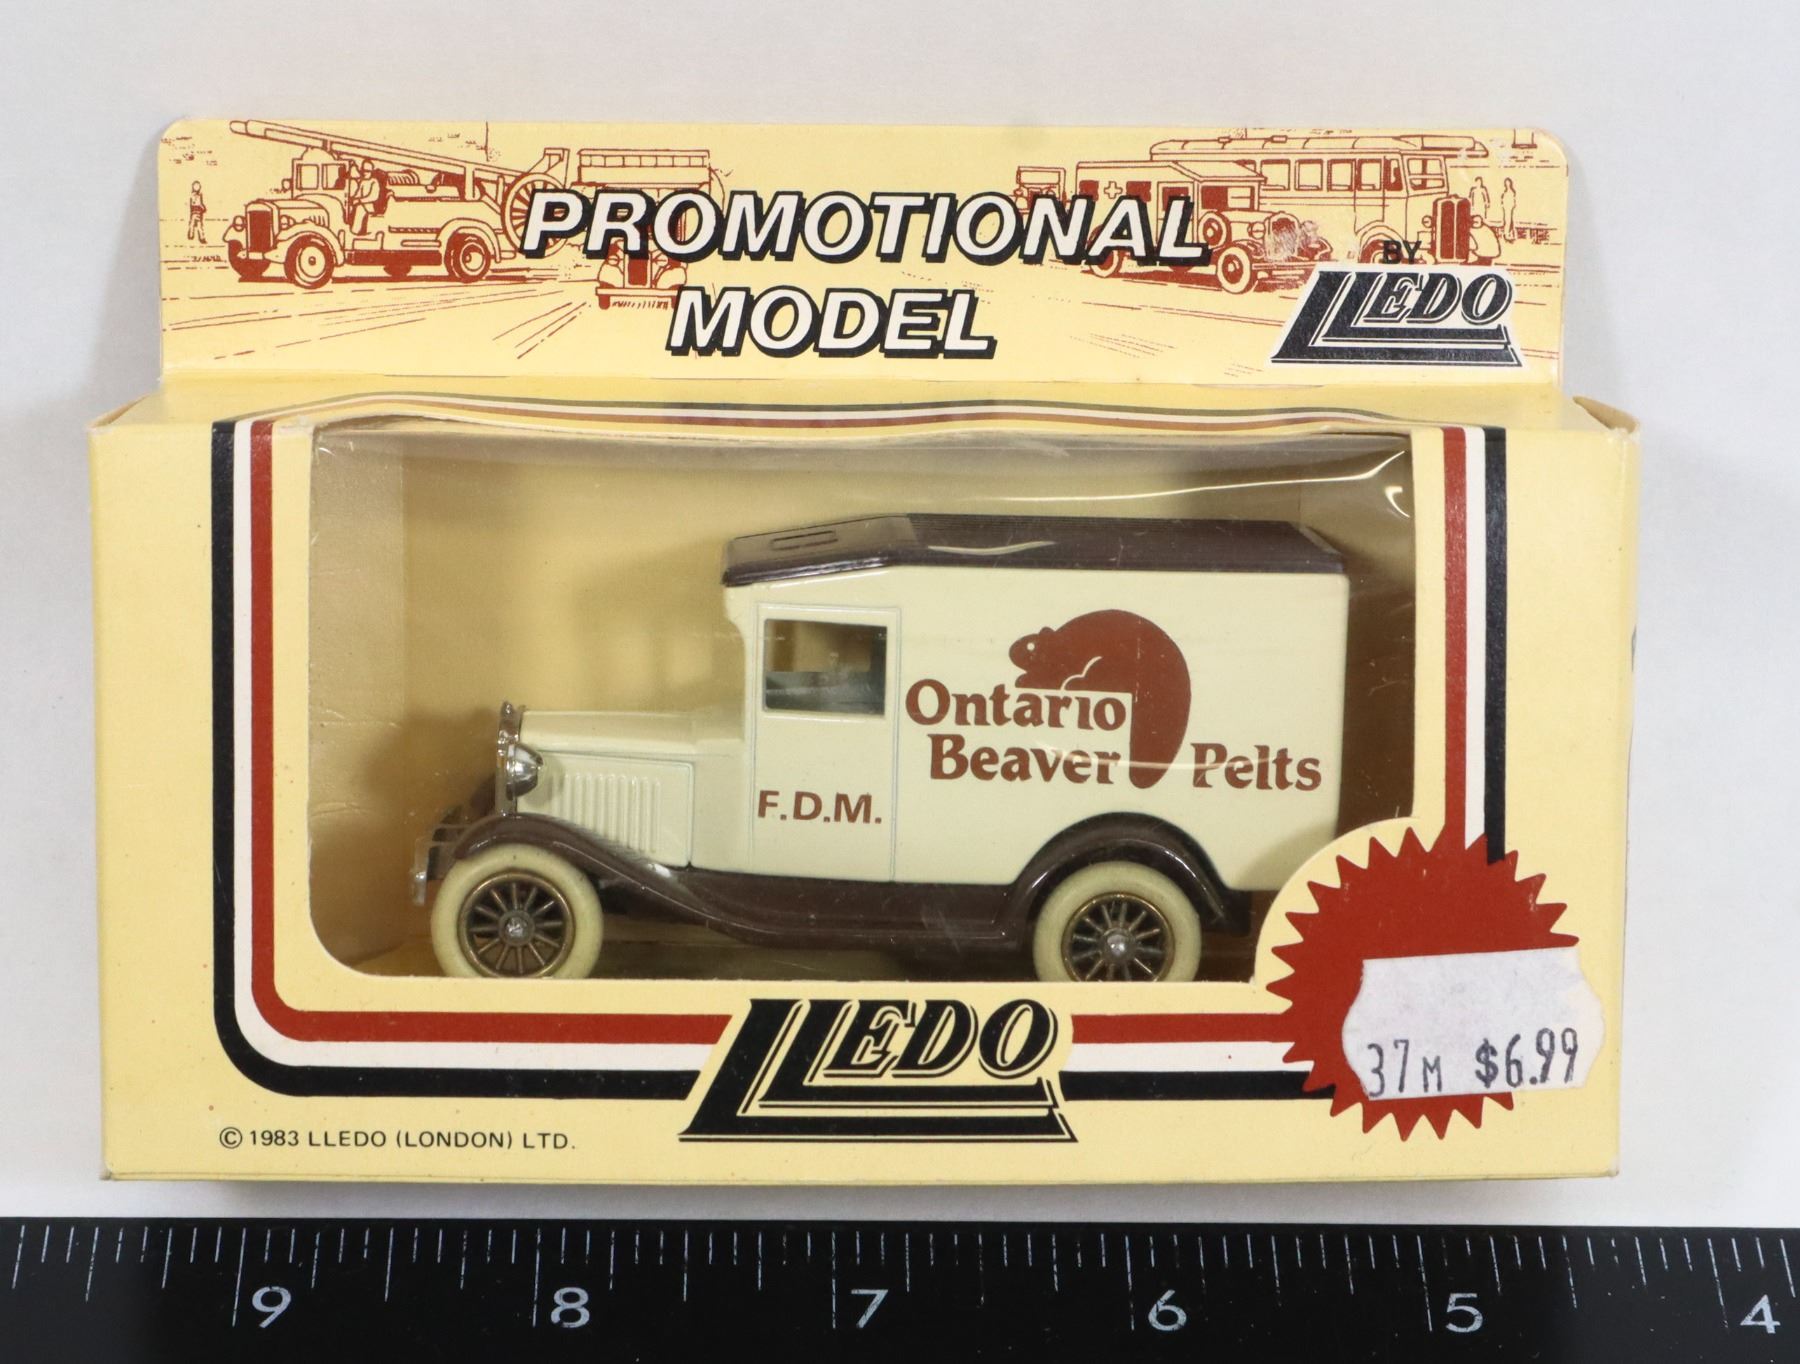 PROMOTIONAL
MODEL
BY
LLEDO
Ontario
Beaver Pelts
F.D.M.
LLEDO
37M $6.99
© 1983 LLEDO (LONDON) LTD.
9 8 7 6 5 4